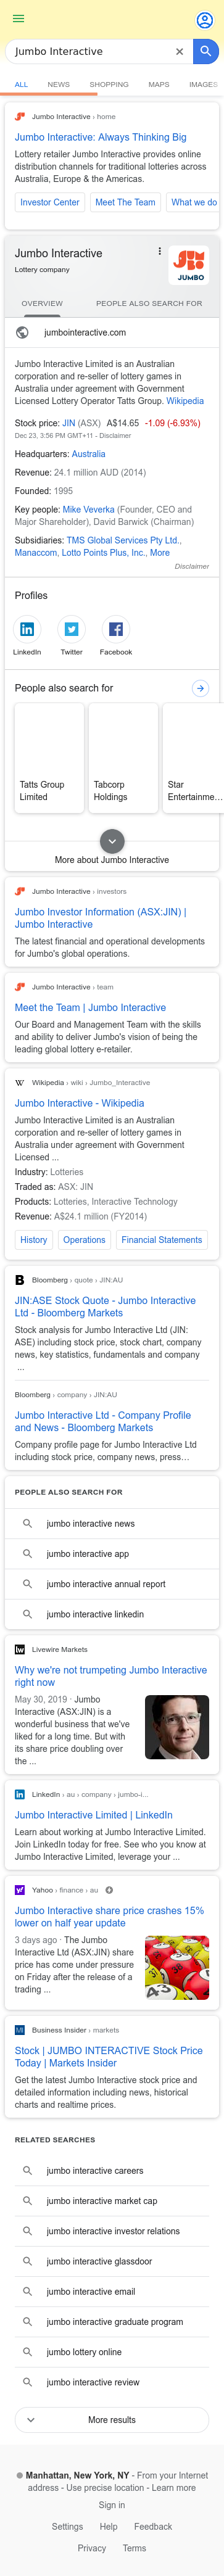 Jumbo Interactive
ALL NEWS SHOPPING MAPS IMAGES
Jumbo Interactive › home
Jumbo Interactive: Always Thinking Big
Lottery retailer Jumbo Interactive provides online
distribution channels for traditional lotteries across
Australia, Europe & the Americas.
Investor Center Meet The Team What we do
Jumbo Interactive
Lottery company
JUMBO
OVERVIEW PEOPLE ALSO SEARCH FOR
jumbointeractive.com
Jumbo Interactive Limited is an Australian
corporation and re-seller of lottery games in
Australia under agreement with Government
Licensed Lottery Operator Tatts Group. Wikipedia
Stock price: JIN (ASX) A$14.65 -1.09 (-6.93%)
Dec 23, 3:56 PM GMT+11 - Disclaimer
Headquarters: Australia
Revenue: 24.1 million AUD (2014)
Founded: 1995
Key people: Mike Veverka (Founder, CEO and
Major Shareholder), David Barwick (Chairman)
Subsidiaries: TMS Global Services Pty Ltd.,
Manaccom, Lotto Points Plus, Inc., More
Disclaimer
Profiles
LinkedIn Twitter Facebook
People also search for
Tatts Group
Limited
Tabcorp
Holdings
Star
Entertainme...
More about Jumbo Interactive
Jumbo Interactive › investors
Jumbo Investor Information (ASX:JIN) |
Jumbo Interactive
The latest financial and operational developments
for Jumbo's global operations.
Jumbo Interactive › team
Meet the Team | Jumbo Interactive
Our Board and Management Team with the skills
and ability to deliver Jumbo's vision of being the
leading global lottery e-retailer.
Wikipedia › wiki › Jumbo_Interactive
Jumbo Interactive - Wikipedia
Jumbo Interactive Limited is an Australian
corporation and re-seller of lottery games in
Australia under agreement with Government
Licensed ...
Industry: Lotteries
Traded as: ASX: JIN
Products: Lotteries, Interactive Technology
Revenue: A$24.1 million (FY2014)
History Operations Financial Statements
Bloomberg › quote › JIN:AU
JIN:ASE Stock Quote - Jumbo Interactive
Ltd - Bloomberg Markets
Stock analysis for Jumbo Interactive Ltd (JIN:
ASE) including stock price, stock chart, company
news, key statistics, fundamentals and company
...
Bloomberg › company › JIN:AU
Jumbo Interactive Ltd - Company Profile
and News - Bloomberg Markets
Company profile page for Jumbo Interactive Ltd
including stock price, company news, press...
PEOPLE ALSO SEARCH FOR
jumbo interactive news
jumbo interactive app
jumbo interactive annual report
jumbo interactive linkedin
Livewire Markets
Why we're not trumpeting Jumbo Interactive
right now
May 30, 2019 · Jumbo
Interactive (ASX:JIN) is a
wonderful business that we've
liked for a long time. But with
its share price doubling over
the ...
LinkedIn › au › company › jumbo-i...
Jumbo Interactive Limited | LinkedIn
Learn about working at Jumbo Interactive Limited.
Join LinkedIn today for free. See who you know at
Jumbo Interactive Limited, leverage your ...
Yahoo › finance › au
Jumbo Interactive share price crashes 15%
lower on half year update
3 days ago · The Jumbo
Interactive Ltd (ASX:JIN) share
price has come under pressure
on Friday after the release of a
trading ...
Business Insider › markets
Stock | JUMBO INTERACTIVE Stock Price
Today | Markets Insider
Get the latest Jumbo Interactive stock price and
detailed information including news, historical
charts and realtime prices.
RELATED SEARCHES
jumbo interactive careers
jumbo interactive market cap
jumbo interactive investor relations
jumbo interactive glassdoor
jumbo interactive email
jumbo interactive graduate program
jumbo lottery online
jumbo interactive review
More results
Manhattan, New York, NY - From your Internet
address - Use precise location - Learn more
Sign in
Settings Help Feedback
Privacy Terms